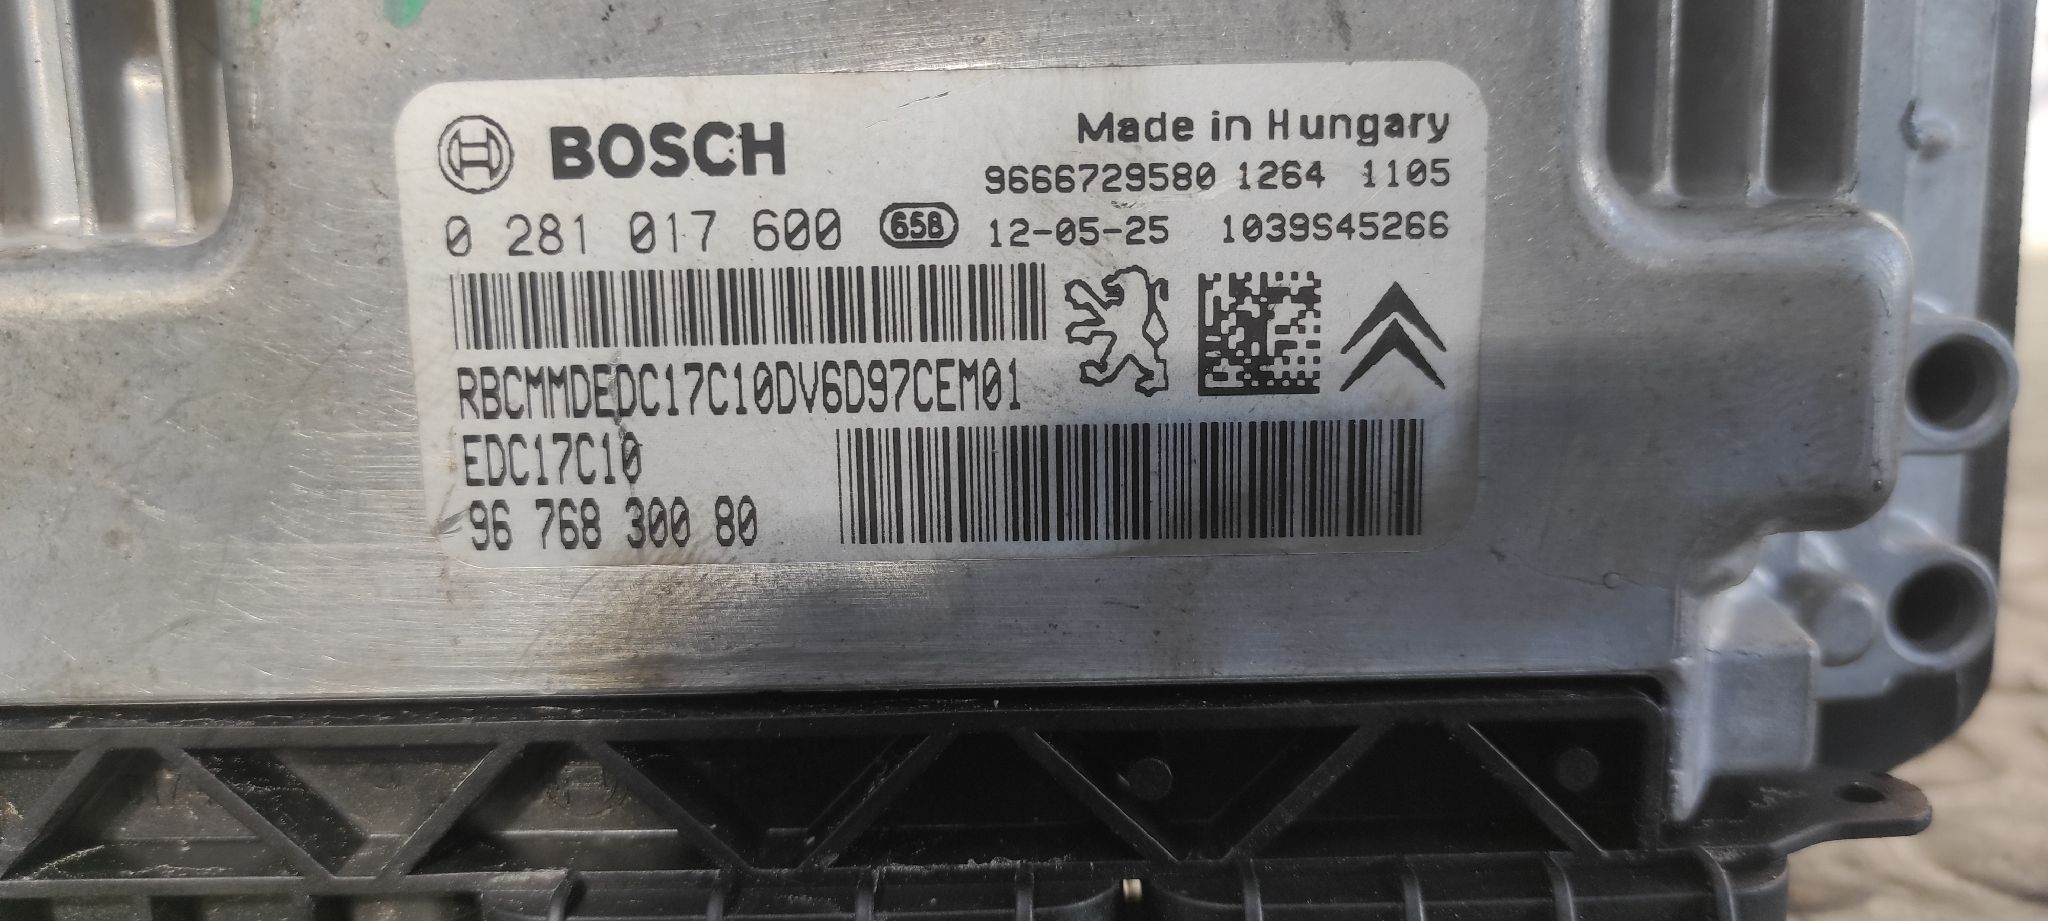 BOSCH
Made in Hungary
9666729580 1264 1105
0 281 017 600 658 12-05-25 1039S45266
RBCMMDEDC17C10DV6D97CEM01
EDC17C10
96 768 300 80